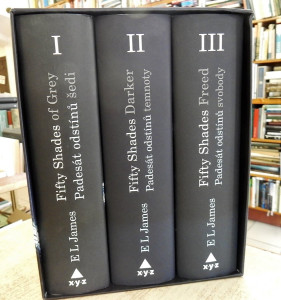 I
Fifty Shades of Grey
Padesát odstínů šedi
E L James
xyz
II
Fifty Shades Darker
Padesát odstínů temnoty
E L James
xyz
III
Fifty Shades Freed
Padesát odstínů svobody
E L James
xyz